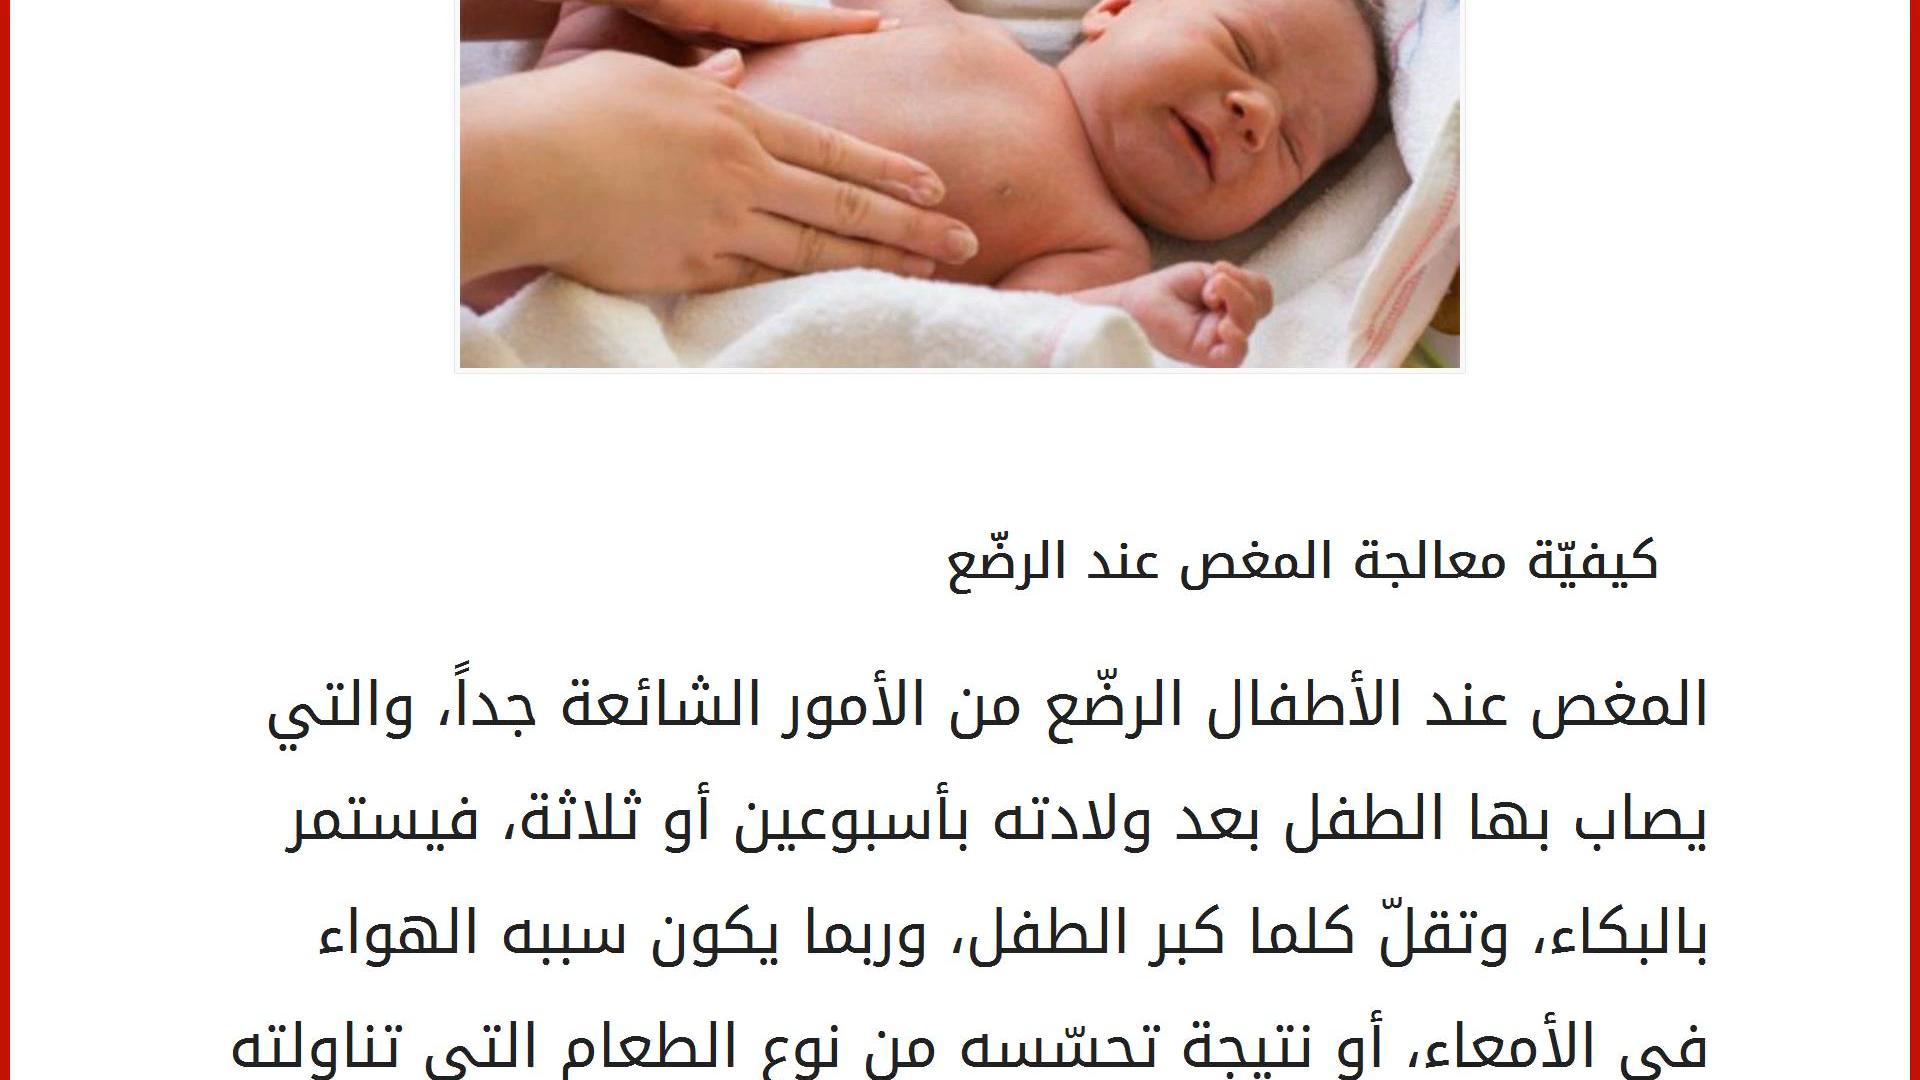 كيفيّة معالجة المغص عند الرضّع
المغص عند الأطفال الرضّع من الأمور الشائعة جداً، والتي
يصاب بها الطفل بعد ولادته بأسبوعين أو ثلاثة، فيستمر
بالبكاء، وتقلّ كلما كبر الطفل، وربما يكون سببه الهواء
في الأمعاء، أو نتيجة تحسّسه من نوع الطعام التي تناولته